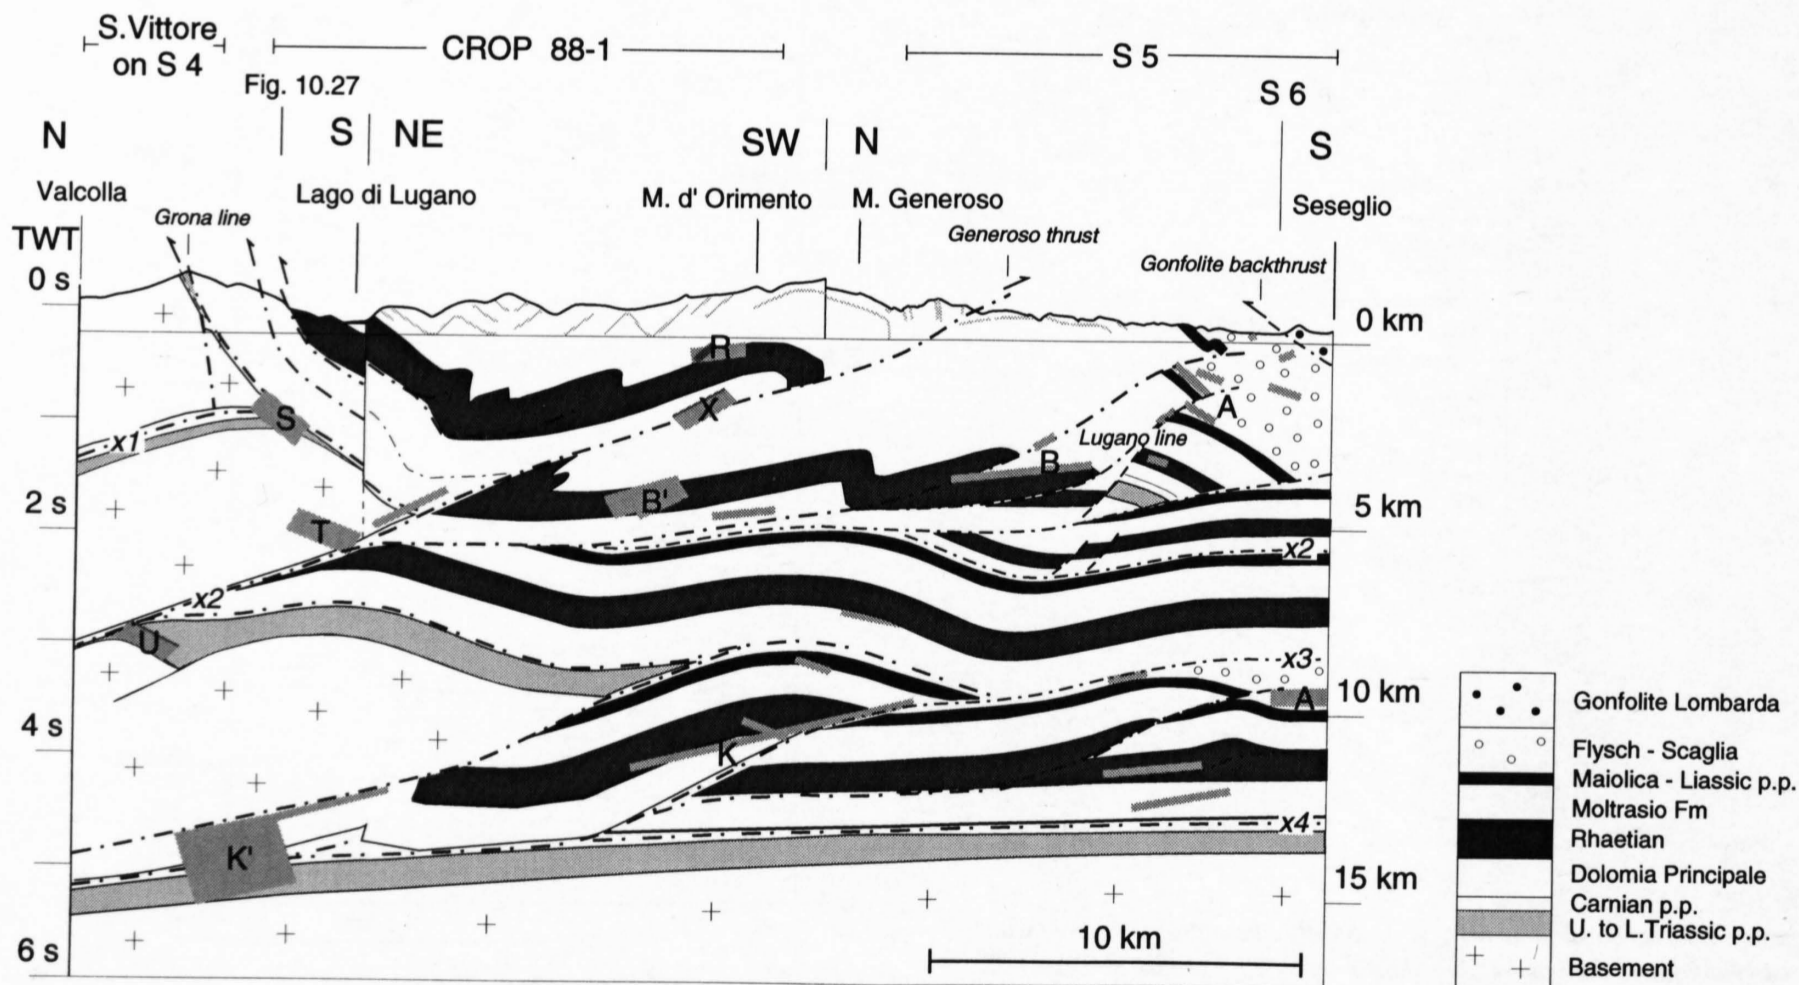 S.Vittore
on S 4
CROP 88-1
S 5
Fig. 10.27
S 6
N
S
NE
SW
N
S
Valcolla
Lago di Lugano
M. d' Orimento
M. Generoso
Seseglio
Grona line
Generoso thrust
Gonfolite backthrust
TWT
0 s
0 km
R
X
S
A
x1
Lugano line
B
B'
2 s
5 km
T
x2
x2
U
x3
10 km
A
4 s
K
x4
K'
15 km
6 s
10 km
Gonfolite Lombarda
Flysch - Scaglia
Maiolica - Liassic p.p.
Moltrasio Fm
Rhaetian
Dolomia Principale
Carnian p.p.
U. to L.Triassic p.p.
Basement